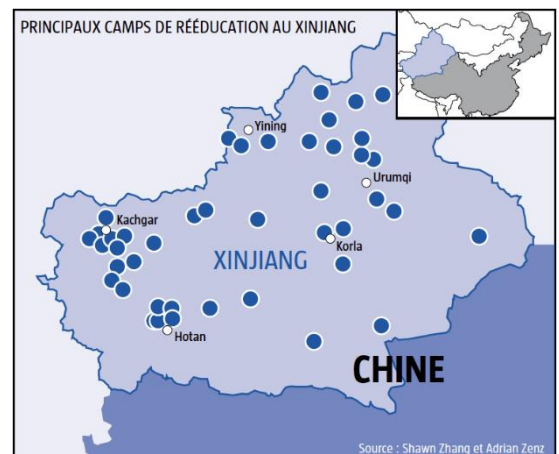 PRINCIPAUX CAMPS DE RÉÉDUCATION AU XINJIANG
Yining
Urumqi
Kachgar
Korla
XINJIANG
Hotan
CHINE
Source : Shawn Zhang et Adrian Zenz